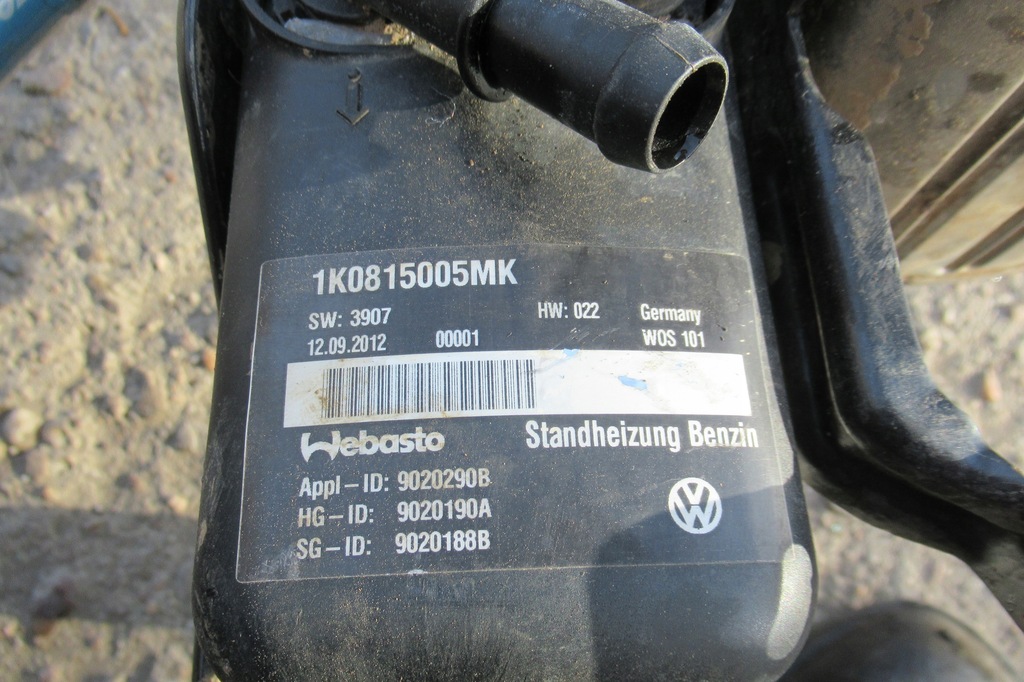 1K0815005MK
SW: 3907 HW: 022 Germany
12.09.2012 00001 WOS 101
Webasto Standheizung Benzin
Appl-ID: 9020290B
HG-ID: 9020190A
SG-ID: 9020188B
VW